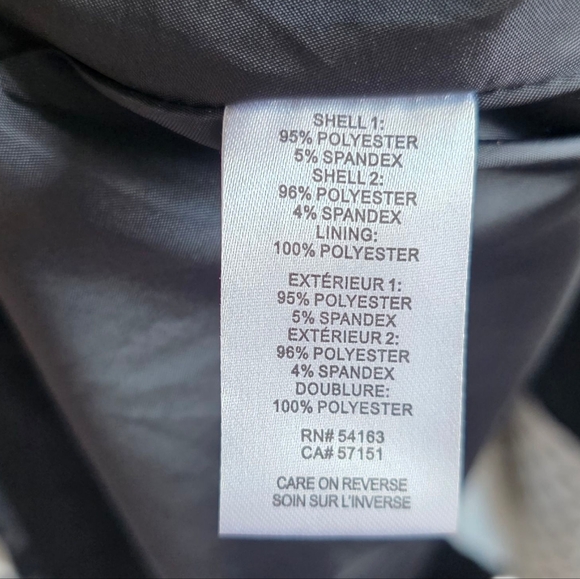 SHELL 1:
95% POLYESTER
5% SPANDEX
SHELL 2:
96% POLYESTER
4% SPANDEX
LINING:
100% POLYESTER
EXTÉRIEUR 1:
95% POLYESTER
5% SPANDEX
EXTÉRIEUR 2:
96% POLYESTER
4% SPANDEX
DOUBLURE:
100% POLYESTER
RN# 54163
CA# 57151
CARE ON REVERSE
SOIN SUR L'INVERSE